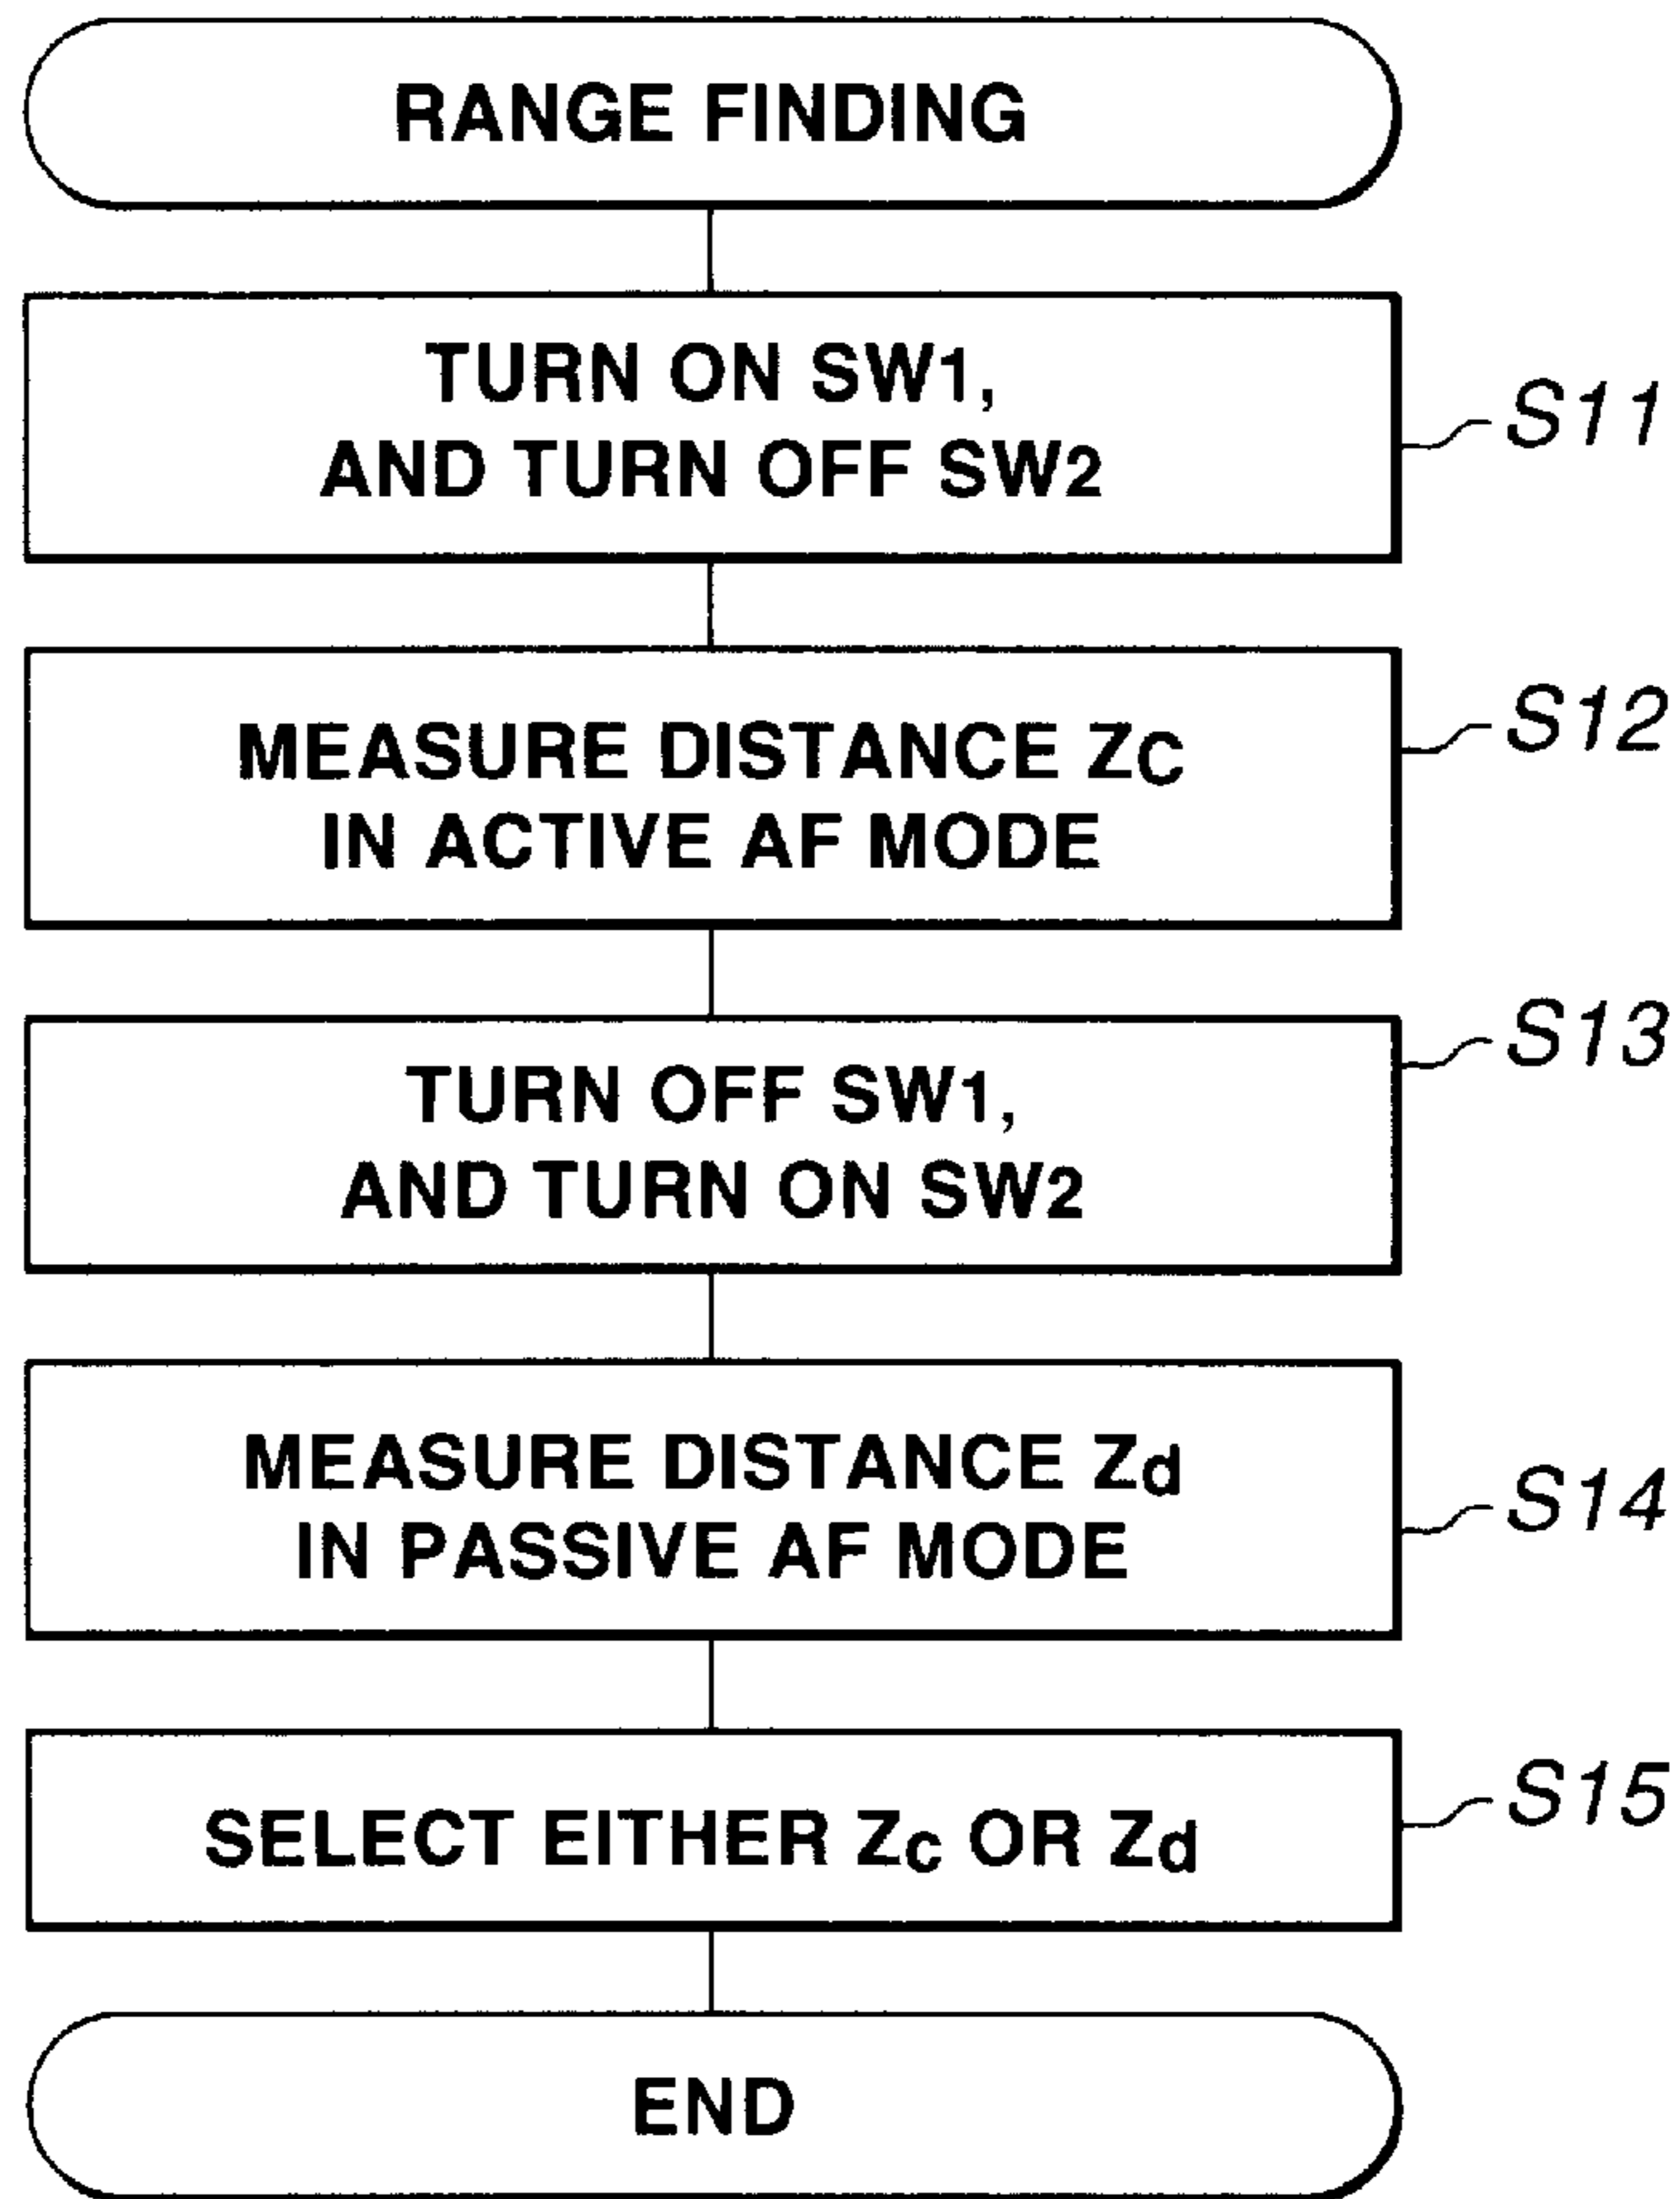 RANGE FINDING
TURN ON SW1,
AND TURN OFF SW2
S11
MEASURE DISTANCE ZC
IN ACTIVE AF MODE
S12
TURN OFF SW1,
AND TURN ON SW2
S13
MEASURE DISTANCE Zd
IN PASSIVE AF MODE
S14
SELECT EITHER Zc OR Zd
S15
END